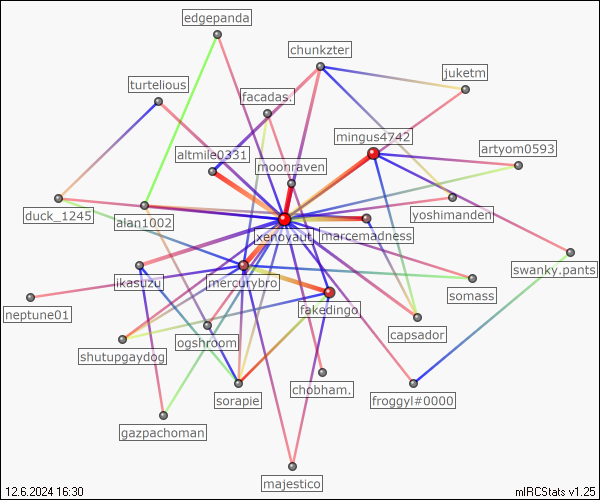 edgepanda
chunkzter
juketm
turtelious
facadas.
mingus4742
artyom0593
altmile0331
moonraven
duck_1245
alan1002
yoshimanden
xenoyaut
marcemadness
swanky.pants
ikasuzu
mercurybro
somass
neptune01
fakedingo
capsador
ogshroom
shutupgaydog
chobham.
sorapie
froggyl#0000
gazpachoman
majestico
12.6.2024 16:30
mIRCStats v1.25